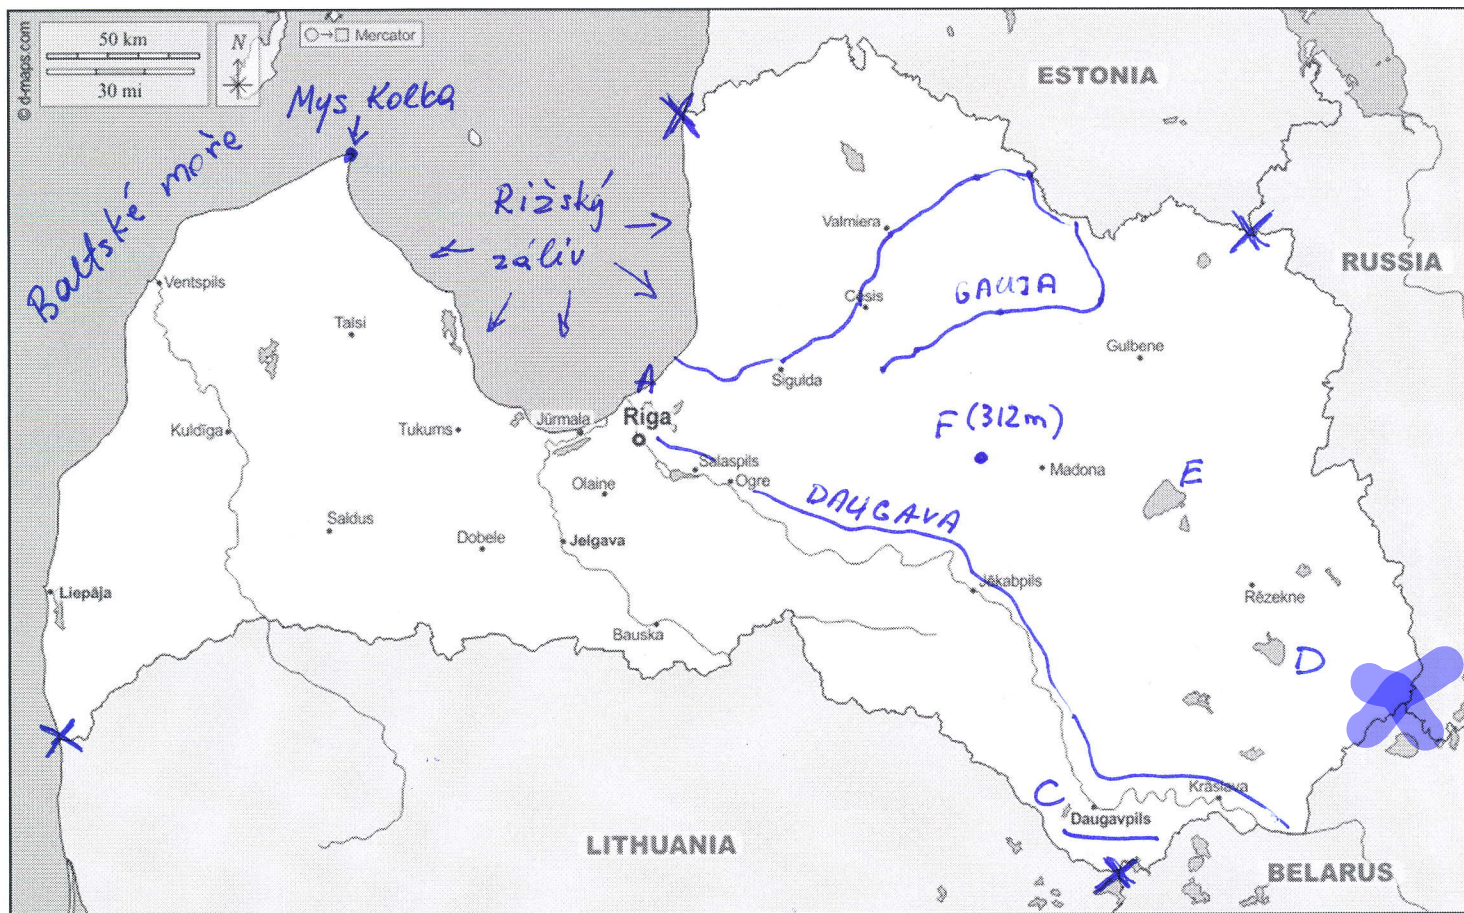 © d-maps.com
50 km
30 mi
N
Mercator
ESTONIA
Mys Kolka
Baltské moře
Rižský
záliv
RUSSIA
Valmiera
Ventspils
GAUJA
Cēsis
Talsi
Gulbene
Sigulda
A
Rīga
Jūrmala
F (312m)
Kuldīga
Tukums
Salaspils
Madona
E
Ogre
Olaine
DAUGAVA
Saldus
Dobele
Jelgava
Liepāja
Jēkabpils
Rēzekne
Bauska
D
Krāslava
C
Daugavpils
LITHUANIA
BELARUS